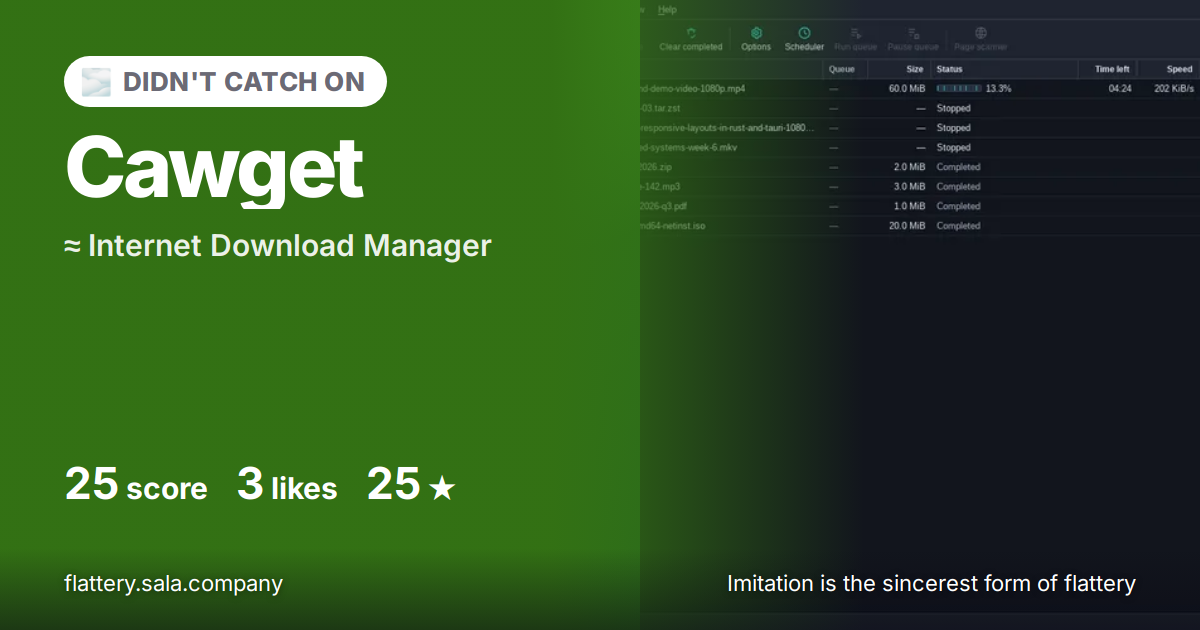 DIDN'T CATCH ON
Cawget
≈ Internet Download Manager
25 score 3 likes 25 ★
flattery.sala.company
Help
Clear completed Options Scheduler Run queue Pause queue Page scanner
Queue Size Status Time left Speed
d-demo-video-1080p.mp4 — 60.0 MiB 13.3% 04:24 202 KiB/s
-03.tar.zst — — Stopped
responsive-layouts-in-rust-and-tauri-1080... — — Stopped
d-systems-week-6.mkv — — Stopped
2026.zip — 2.0 MiB Completed
-142.mp3 — 3.0 MiB Completed
2026-q3.pdf — 1.0 MiB Completed
md64-netinst.iso — 20.0 MiB Completed
Imitation is the sincerest form of flattery